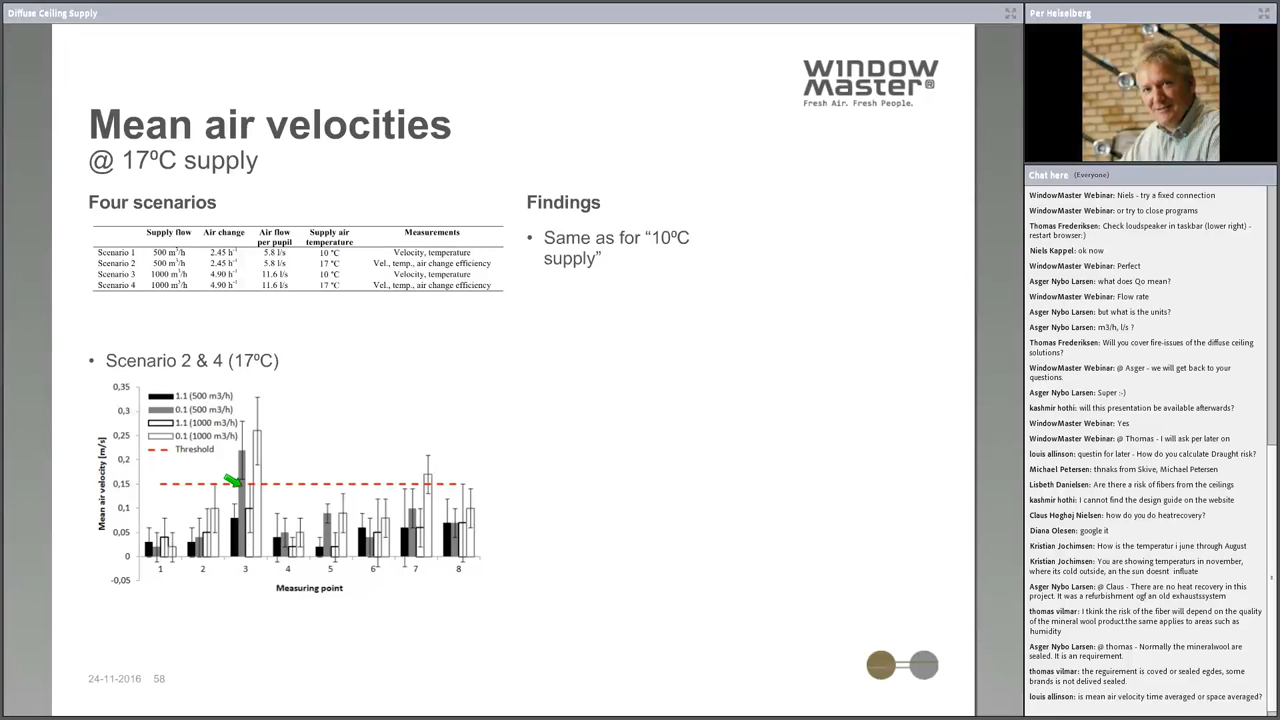 Diffuse Ceiling Supply
WINDOW
Master
Fresh Air. Fresh People.
Mean air velocities
@ 17ºC supply
Four scenarios
Supply flow Air change Air flow per pupil Supply air temperature Measurements
Scenario 1 500 m³/h 2.45 h⁻¹ 5.8 l/s 10 °C Velocity, temperature
Scenario 2 500 m³/h 2.45 h⁻¹ 5.8 l/s 17 °C Vel., temp., air change efficiency
Scenario 3 1000 m³/h 4.90 h⁻¹ 11.6 l/s 10 °C Velocity, temperature
Scenario 4 1000 m³/h 4.90 h⁻¹ 11.6 l/s 17 °C Vel., temp., air change efficiency
Findings
• Same as for “10ºC
supply”
• Scenario 2 & 4 (17ºC)
Mean air velocity [m/s]
0,35
0,3
0,25
0,2
0,15
0,1
0,05
0
-0,05
1.1 (500 m3/h)
0.1 (500 m3/h)
1.1 (1000 m3/h)
0.1 (1000 m3/h)
Threshold
1 2 3 4 5 6 7 8
Measuring point
24-11-2016 58
Per Heiselberg
Chat here (Everyone)
WindowMaster Webinar: Niels - try a fixed connection
WindowMaster Webinar: or try to close programs
Thomas Frederiksen: Check loudspeaker in taskbar (lower right) -
restart browser:)
Niels Kappel: ok now
WindowMaster Webinar: Perfect
Asger Nybo Larsen: what does Qo mean?
WindowMaster Webinar: Flow rate
Asger Nybo Larsen: but what is the units?
Asger Nybo Larsen: m3/h, l/s ?
Thomas Frederiksen: Will you cover fire-issues of the diffuse ceiling
solutions?
WindowMaster Webinar: @ Asger - we will get back to your
questions.
Asger Nybo Larsen: Super :-)
kashmir hothi: will this presentation be available afterwards?
WindowMaster Webinar: Yes
WindowMaster Webinar: @ Thomas - I will ask per later on
louis allinson: questin for later - How do you calculate Draught risk?
Michael Petersen: thnaks from Skive, Michael Petersen
Lisbeth Danielsen: Are there a risk of fibers from the ceilings
kashmir hothi: I cannot find the design guide on the website
Claus Høghøj Nielsen: how do you do heatrecovery?
Diana Olesen: google it
Kristian Jochimsen: How is the temperatur i june through August
Kristian Jochimsen: You are showing temperaturs in november,
where its cold outside, an the sun doesnt influate
Asger Nybo Larsen: @ Claus - There are no heat recovery in this
project. It was a refurbishment ogf an old exhaustssystem
thomas vilmar: I tkink the risk of the fiber will depend on the quality
of the mineral wool product.the same applies to areas such as
humidity
Asger Nybo Larsen: @ thomas - Normally the mineralwool are
sealed. It is an requirement.
thomas vilmar: the reguirement is coved or sealed egdes, some
brands is not delived sealed.
louis allinson: is mean air velocity time averaged or space averaged?